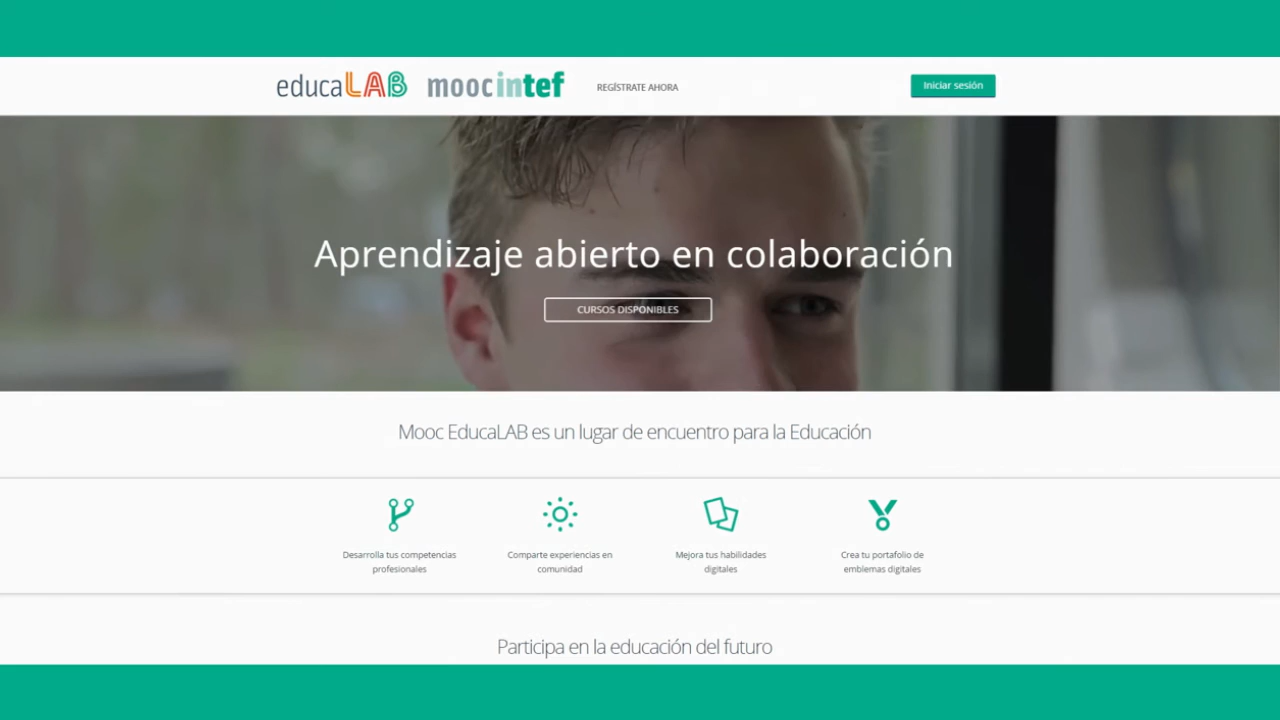 educaLAB moocintef REGÍSTRATE AHORA Iniciar sesión
Aprendizaje abierto en colaboración
CURSOS DISPONIBLES
Mooc EducaLAB es un lugar de encuentro para la Educación
Desarrolla tus competencias
profesionales
Comparte experiencias en
comunidad
Mejora tus habilidades
digitales
Crea tu portafolio de
emblemas digitales
Participa en la educación del futuro